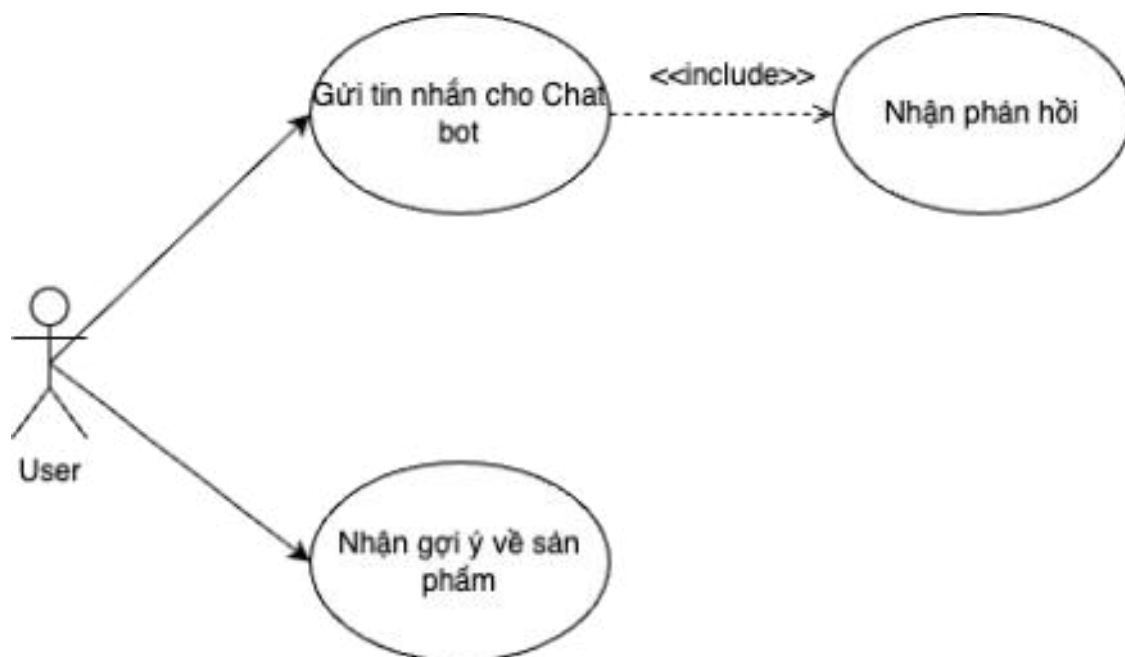 Gửi tin nhắn cho Chat
bot
<<include>>
Nhận phản hồi
User
Nhận gợi ý về sản
phẩm